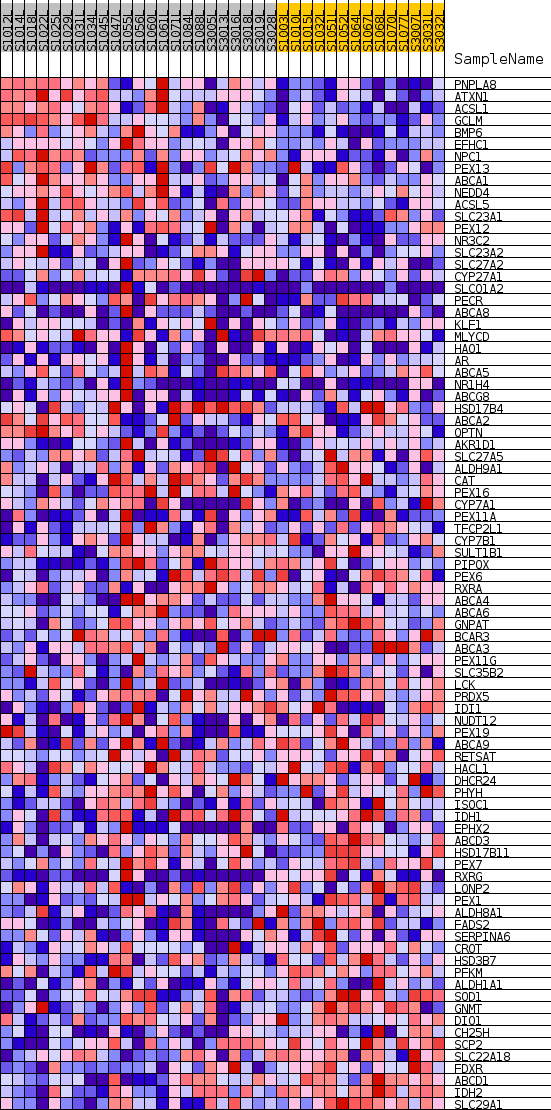 S1012 S1014 S1018 S1022 S1025 S1029 S1031 S1034 S1045 S1047 S1055 S1056 S1060 S1061 S1071 S1084 S1088 S3005 S3013 S3016 S3018 S3019 S3028 S1003 S1010 S1015 S1032 S1051 S1052 S1064 S1067 S1068 S1070 S1077 S3007 S3031 S3032
SampleName
PNPLA8
ATXN1
ACSL1
GCLM
BMP6
EFHC1
NPC1
PEX13
ABCA1
NEDD4
ACSL5
SLC23A1
PEX12
NR3C2
SLC23A2
SLC27A2
CYP27A1
SLCO1A2
PECR
ABCA8
KLF1
MLYCD
HAO1
AR
ABCA5
NR1H4
ABCG8
HSD17B4
ABCA2
OPTN
AKR1D1
SLC27A5
ALDH9A1
CAT
PEX16
CYP7A1
PEX11A
TFCP2L1
CYP7B1
SULT1B1
PIPOX
PEX6
RXRA
ABCA4
ABCA6
GNPAT
BCAR3
ABCA3
PEX11G
SLC35B2
LCK
PRDX5
IDI1
NUDT12
PEX19
ABCA9
RETSAT
HACL1
DHCR24
PHYH
ISOC1
IDH1
EPHX2
ABCD3
HSD17B11
PEX7
RXRG
LONP2
PEX1
ALDH8A1
FADS2
SERPINA6
CROT
HSD3B7
PFKM
ALDH1A1
SOD1
GNMT
DIO1
CH25H
SCP2
SLC22A18
FDXR
ABCD1
IDH2
SLC29A1